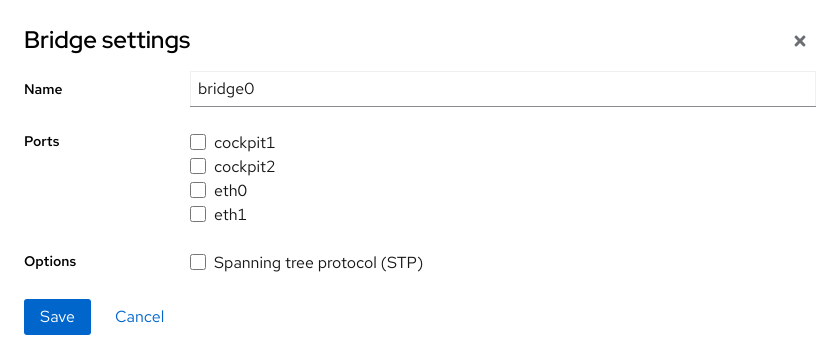 Bridge settings
Name
bridge0
Ports
cockpit1
cockpit2
eth0
eth1
Options
Spanning tree protocol (STP)
Save
Cancel